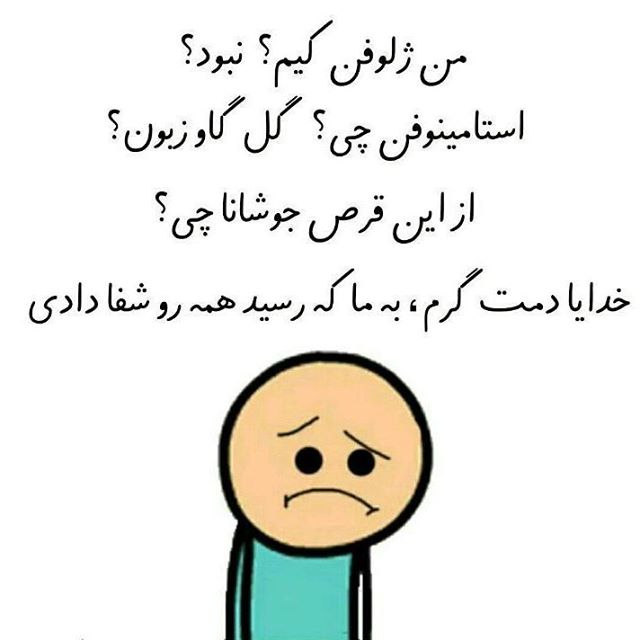 من ژلوفن کیم؟ نبود؟
استامینوفن چی؟ گل گاو زبون؟
از این قرص جوشانا چی؟
خدایا دمت گرم، به ما که رسید همه رو شفا دادی